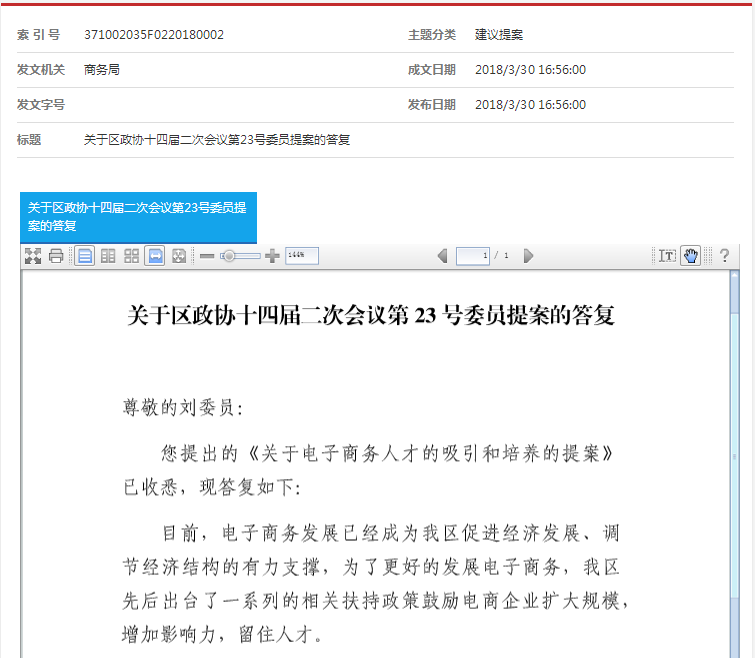 索 引 号 371002035F0220180002 主题分类 建议提案
发文机关 商务局 成文日期 2018/3/30 16:56:00
发文字号 发布日期 2018/3/30 16:56:00
标题 关于区政协十四届二次会议第23号委员提案的答复
关于区政协十四届二次会议第23号委员提
案的答复
144% 1 / 1 T ?
关于区政协十四届二次会议第 23 号委员提案的答复
尊敬的刘委员：
您提出的《关于电子商务人才的吸引和培养的提案》
已收悉，现答复如下：
目前，电子商务发展已经成为我区促进经济发展、调
节经济结构的有力支撑，为了更好的发展电子商务，我区
先后出台了一系列的相关扶持政策鼓励电商企业扩大规模，
增加影响力，留住人才。